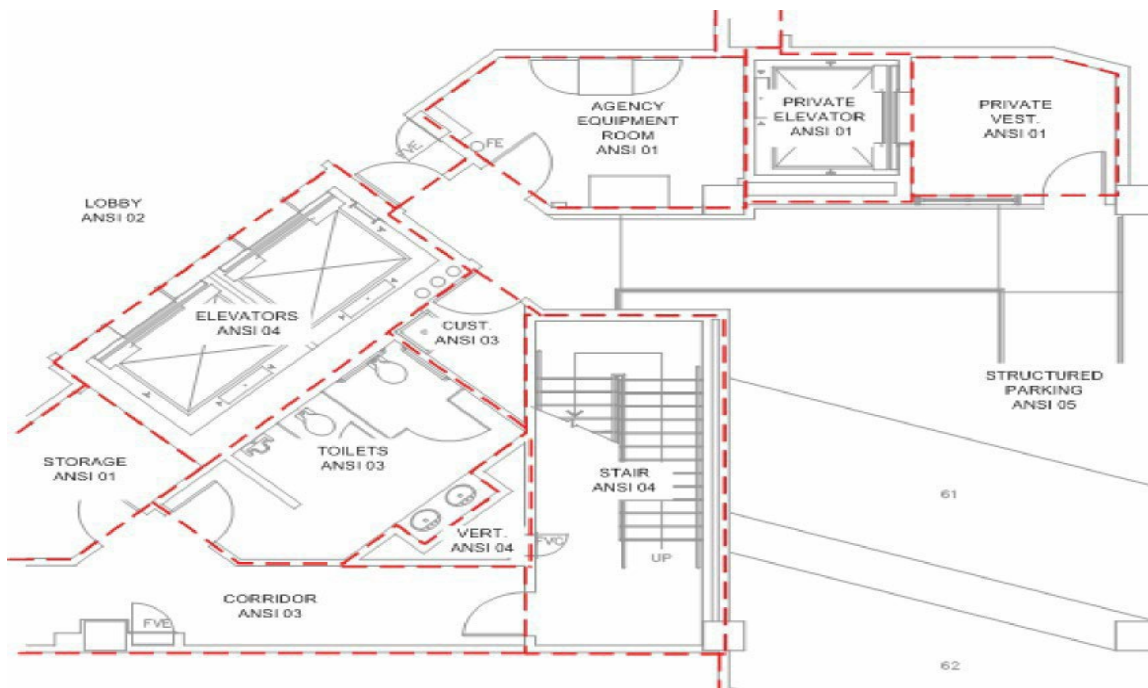 AGENCY
EQUIPMENT
ROOM
ANSI 01
PRIVATE
ELEVATOR
ANSI 01
PRIVATE
VEST.
ANSI 01
FVE
FE
LOBBY
ANSI 02
ELEVATORS
ANSI 04
CUST.
ANSI 03
STRUCTURED
PARKING
ANSI 05
TOILETS
ANSI 03
STORAGE
ANSI 01
STAIR
ANSI 04
61
VERT.
ANSI 04
FVC
UP
CORRIDOR
ANSI 03
FVE
62